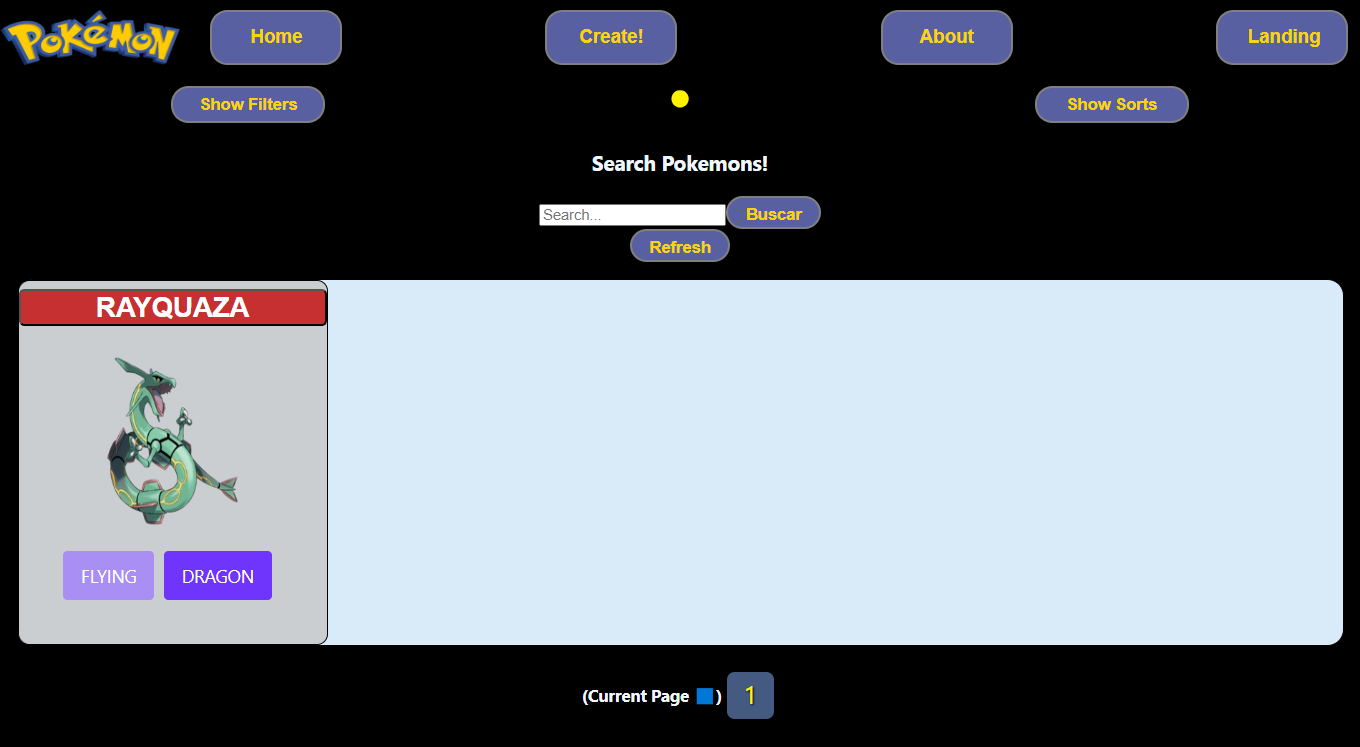 Pokémon Home Create! About Landing
Show Filters Show Sorts
Search Pokemons!
Search... Buscar
Refresh
RAYQUAZA
FLYING DRAGON
(Current Page 🟦) 1